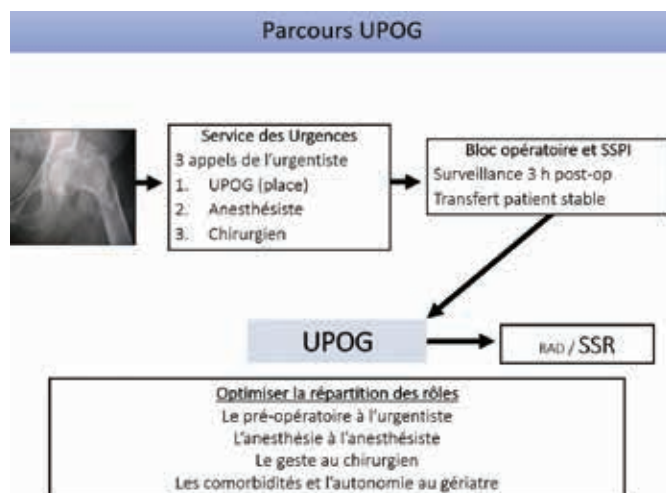 Parcours UPOG
Service des Urgences
3 appels de l'urgentiste
1. UPOG (place)
2. Anesthésiste
3. Chirurgien
Bloc opératoire et SSPI
Surveillance 3 h post-op
Transfert patient stable
UPOG
RAD / SSR
Optimiser la répartition des rôles
Le pré-opératoire à l'urgentiste
L'anesthésie à l'anesthésiste
Le geste au chirurgien
Les comorbidités et l'autonomie au gériatre